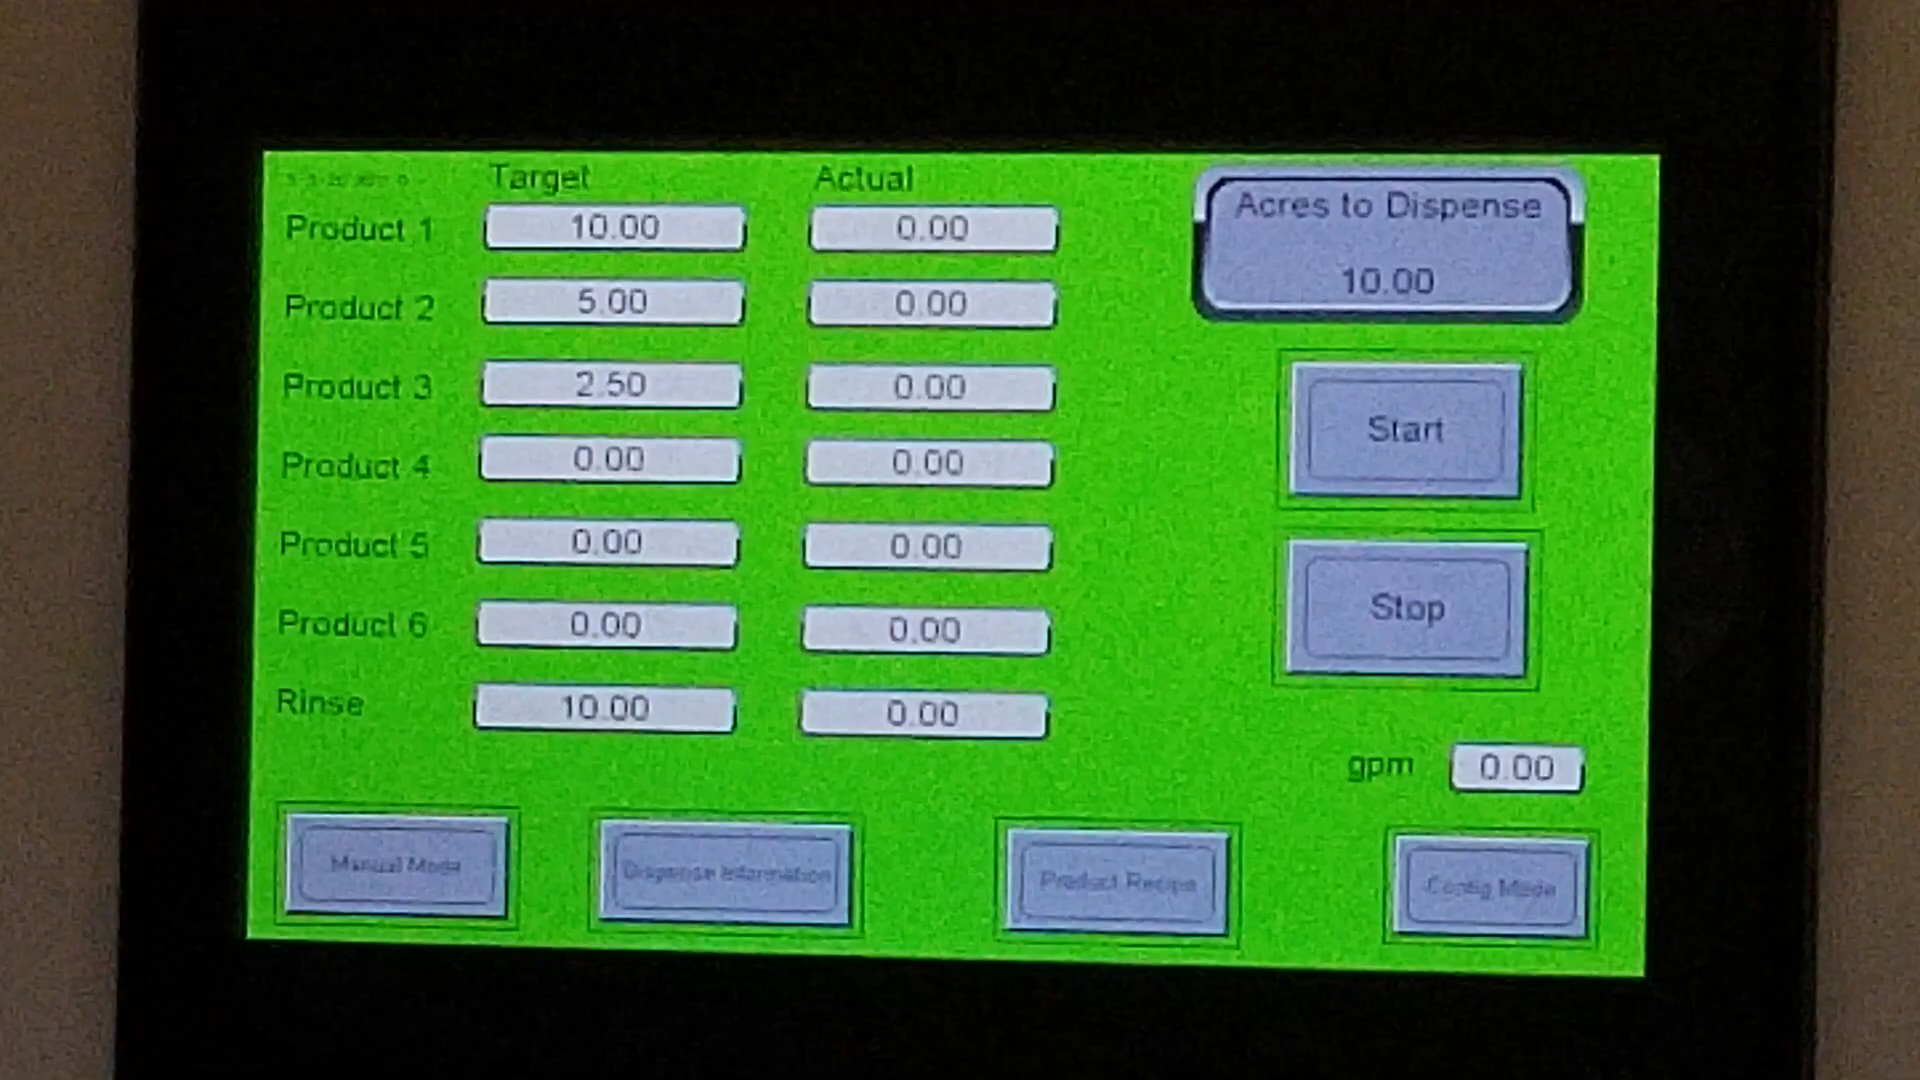 Target Actual
Product 1 10.00 0.00
Product 2 5.00 0.00
Product 3 2.50 0.00
Product 4 0.00 0.00
Product 5 0.00 0.00
Product 6 0.00 0.00
Rinse 10.00 0.00
Acres to Dispense
10.00
Start
Stop
gpm 0.00
Manual Mode
Dispense Information
Product Recipe
Config Mode